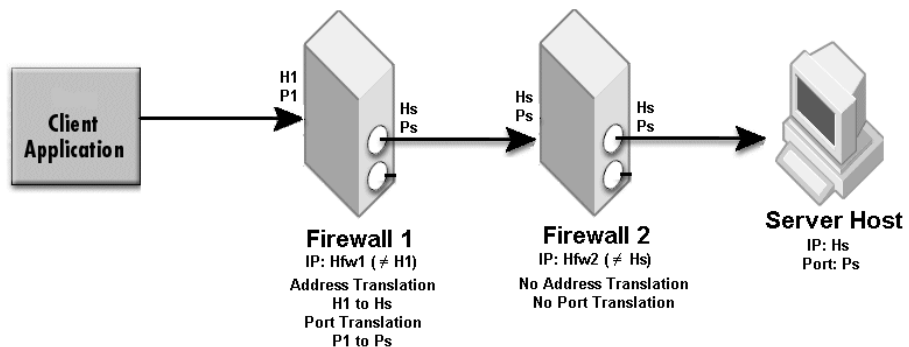 Client
Application
H1
P1
Hs
Ps
Firewall 1
IP: Hfw1 ( ≠ H1)
Address Translation
H1 to Hs
Port Translation
P1 to Ps
Hs
Ps
Hs
Ps
Firewall 2
IP: Hfw2 ( ≠ Hs)
No Address Translation
No Port Translation
Server Host
IP: Hs
Port: Ps